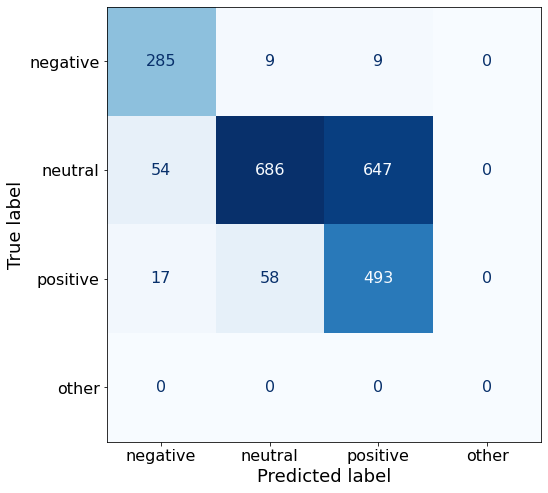 True label
negative 285 9 9 0
neutral 54 686 647 0
positive 17 58 493 0
other 0 0 0 0
negative neutral positive other
Predicted label